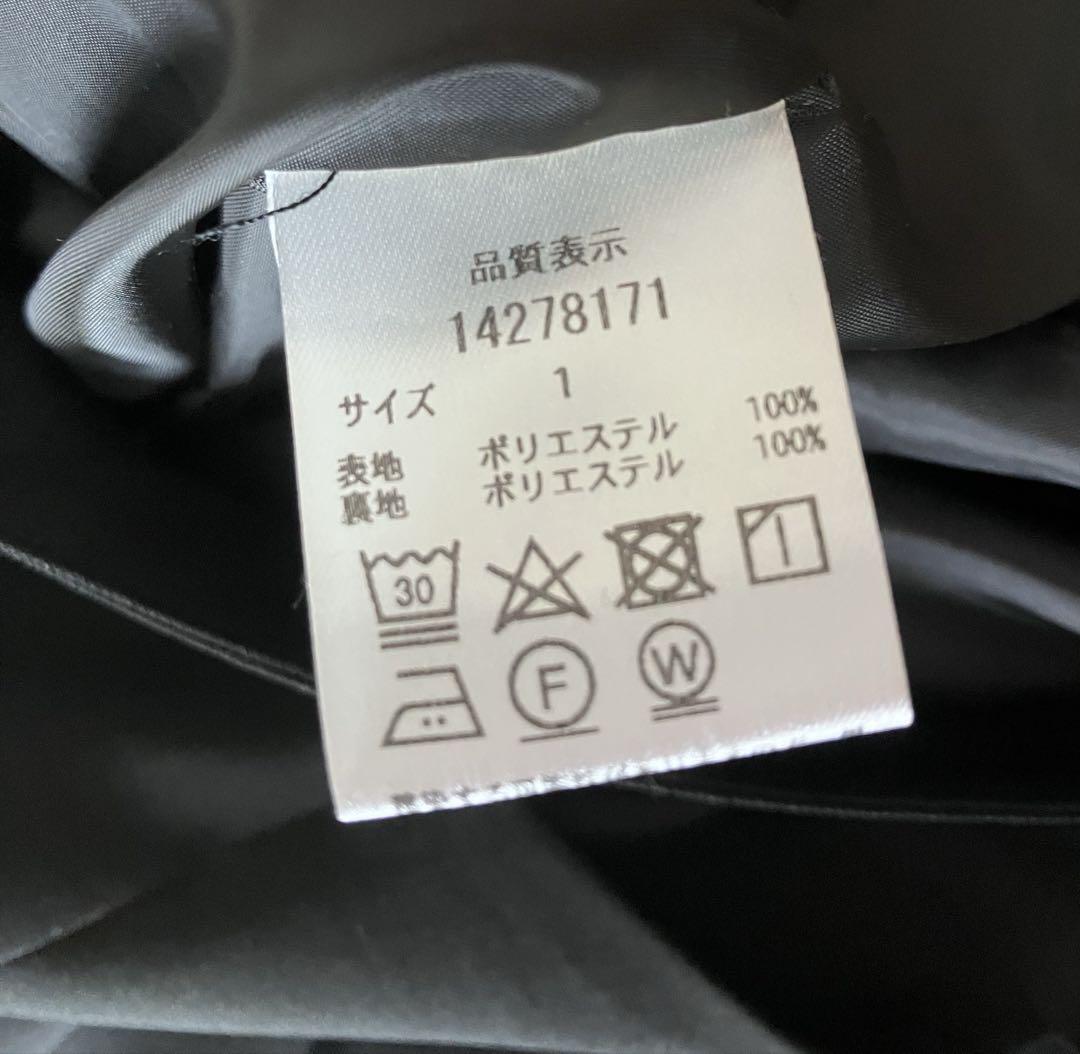 品質表示
14278171
サイズ 1
表地 ポリエステル 100%
裏地 ポリエステル 100%
30
F W